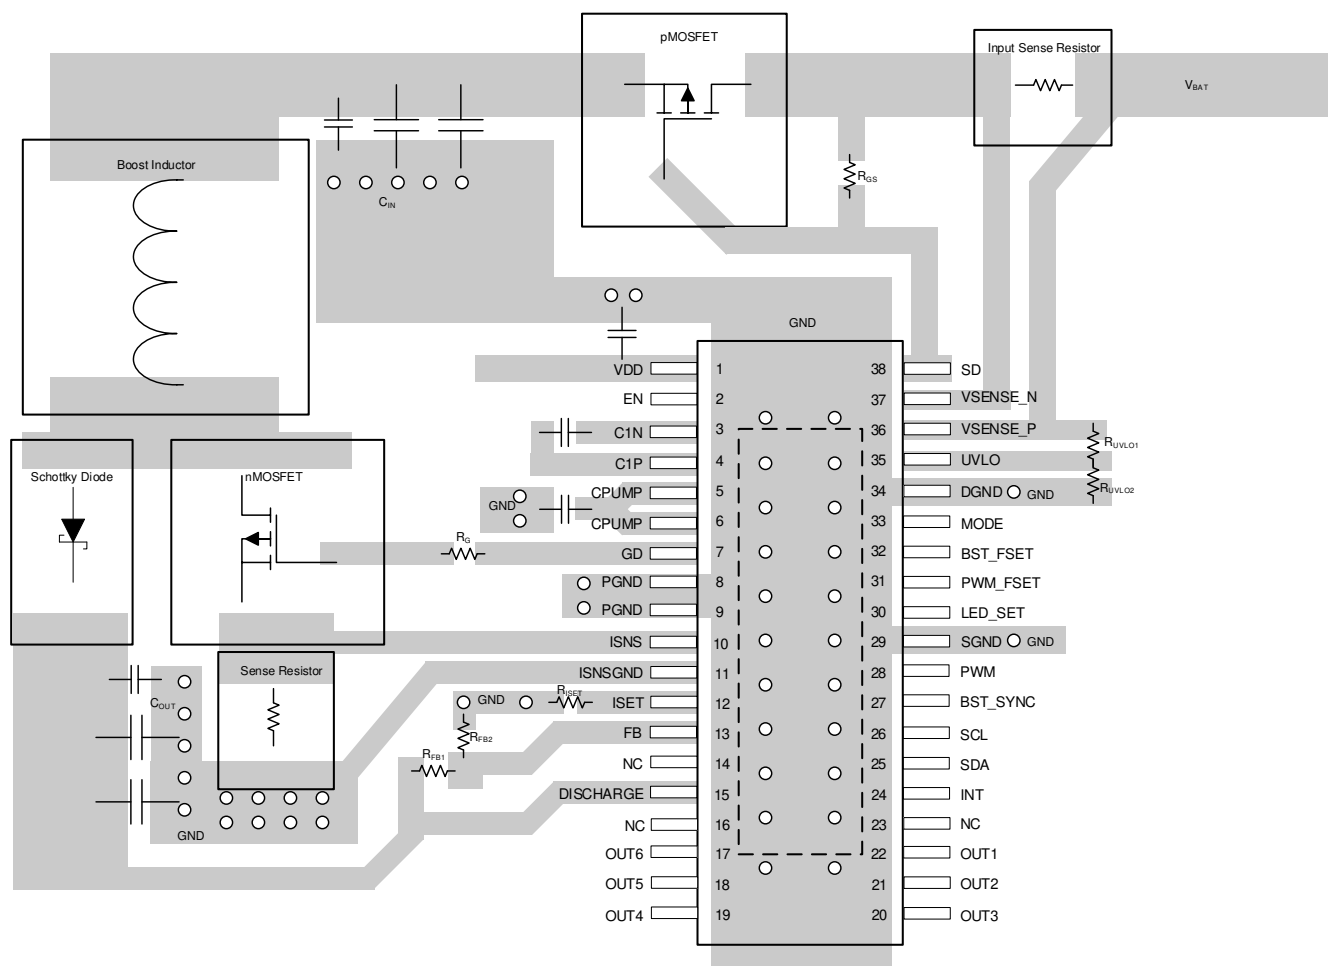 pMOSFET
Input Sense Resistor
VBAT
Boost Inductor
RGS
CIN
GND
VDD 1
38 SD
EN 2
37 VSENSE_N
C1N 3
36 VSENSE_P
RUVLO1
C1P 4
35 UVLO
Schottky Diode
nMOSFET
CPUMP 5
34 DGND GND
RUVLO2
GND
CPUMP 6
33 MODE
RG
GD 7
32 BST_FSET
PGND 8
31 PWM_FSET
PGND 9
30 LED_SET
ISNS 10
29 SGND GND
Sense Resistor
ISNSGND 11
28 PWM
COUT
GND
RISET
ISET 12
27 BST_SYNC
RFB2
FB 13
26 SCL
RFB1
NC 14
25 SDA
DISCHARGE 15
24 INT
GND
NC 16
23 NC
OUT6 17
22 OUT1
OUT5 18
21 OUT2
OUT4 19
20 OUT3